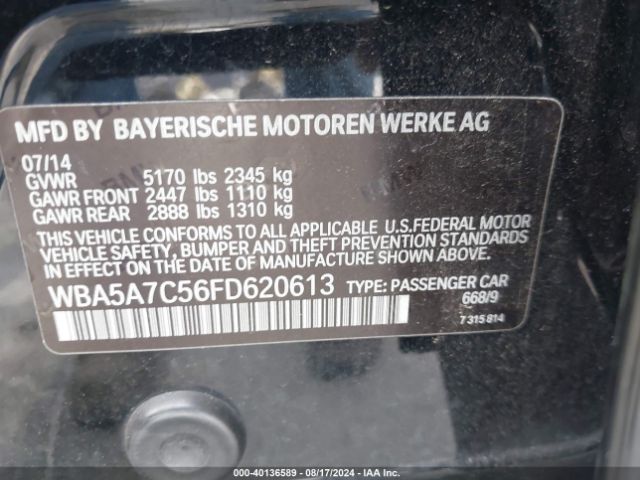 MFD BY BAYERISCHE MOTOREN WERKE AG
07/14
GVWR 5170 lbs 2345 kg
GAWR FRONT 2447 lbs 1110 kg
GAWR REAR 2888 lbs 1310 kg
THIS VEHICLE CONFORMS TO ALL APPLICABLE U.S.FEDERAL MOTOR
VEHICLE SAFETY, BUMPER AND THEFT PREVENTION STANDARDS
IN EFFECT ON THE DATE OF MANUFACTURE SHOWN ABOVE.
WBA5A7C56FD620613 TYPE: PASSENGER CAR
668/9
7 315 814
000-40136589 - 08/17/2024 - IAA Inc.